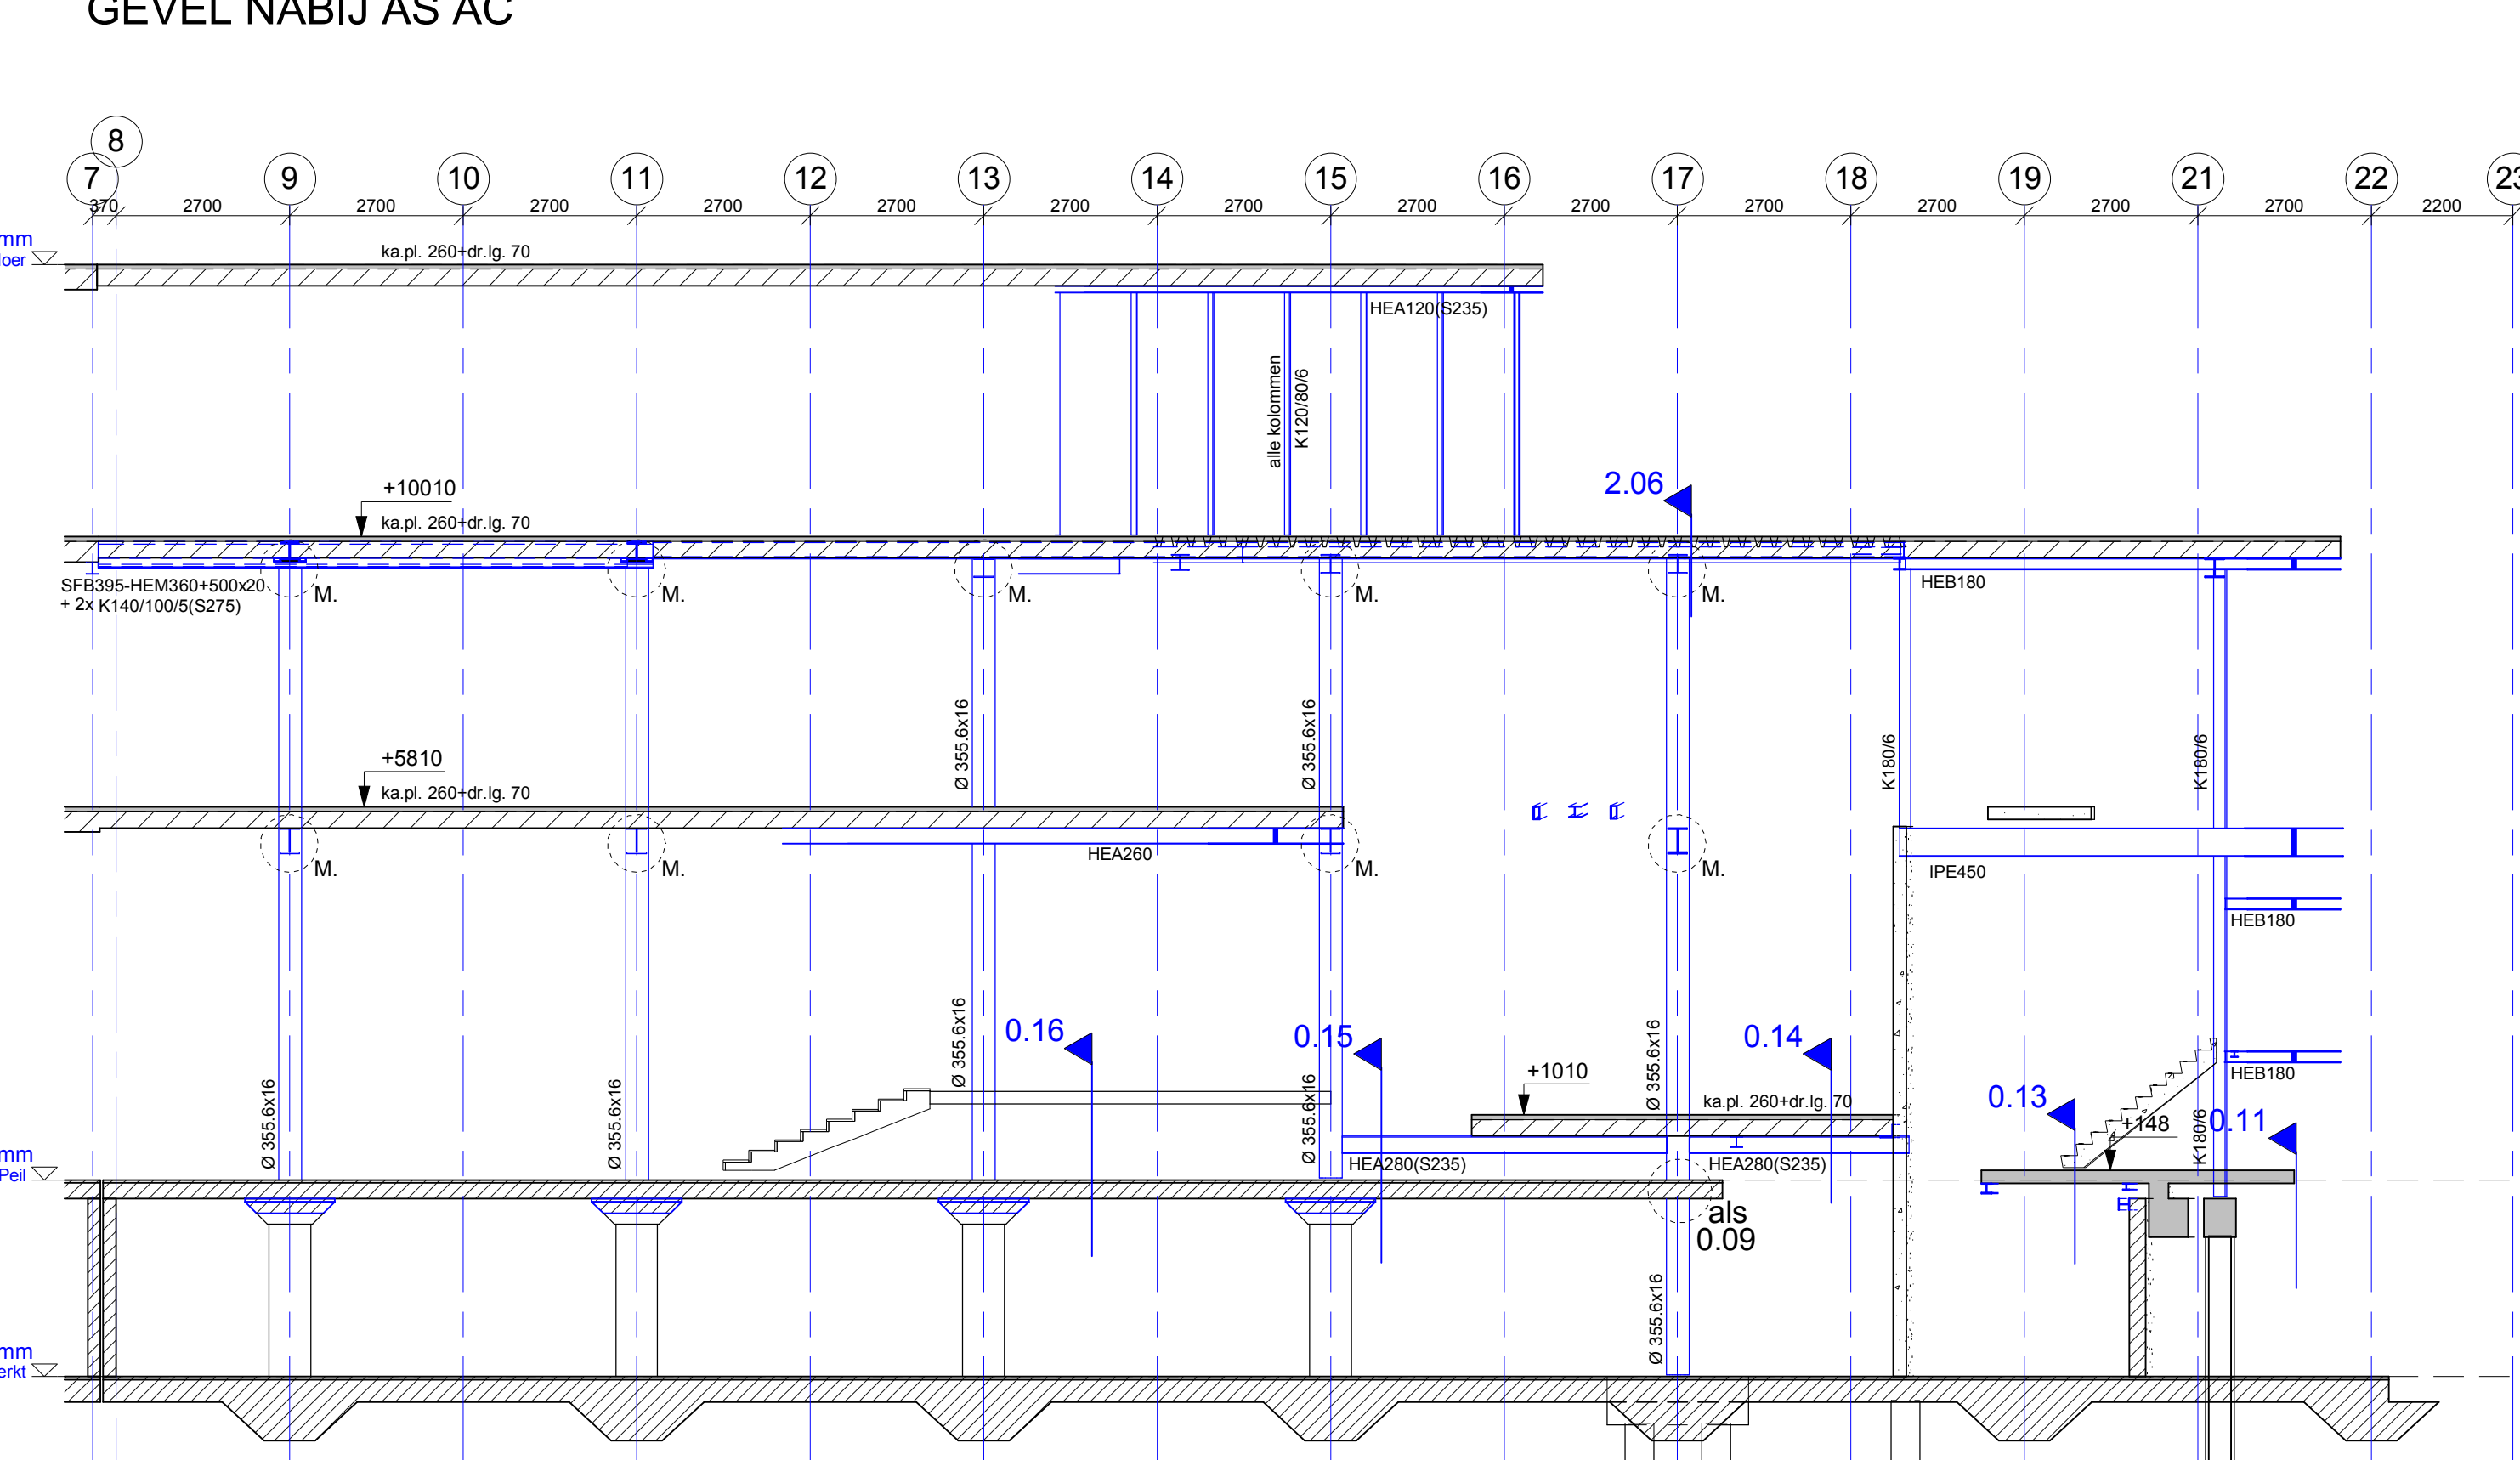 GEVEL NABIJ AS AC
8
7 9 10 11 12 13 14 15 16 17 18 19 21 22 23
370 2700 2700 2700 2700 2700 2700 2700 2700 2700 2700 2700 2700 2700 2200
mm
loer
ka.pl. 260+dr.lg. 70
HEA120(S235)
alle kolommen
K120/80/6
2.06
+10010
ka.pl. 260+dr.lg. 70
SFB395-HEM360+500x20
+ 2x K140/100/5(S275)
M. M. M. M. M.
HEB180
Ø 355.6x16
Ø 355.6x16
K180/6
K180/6
+5810
ka.pl. 260+dr.lg. 70
HEA260
M. M. M. M.
IPE450
HEB180
0.16
0.15
0.14
Ø 355.6x16
Ø 355.6x16
Ø 355.6x16
Ø 355.6x16
Ø 355.6x16
+1010
ka.pl. 260+dr.lg. 70
HEB180
0.13
+148
K180/6
0.11
mm
Peil
HEA280(S235)
HEA280(S235)
als
0.09
Ø 355.6x16
mm
erkt